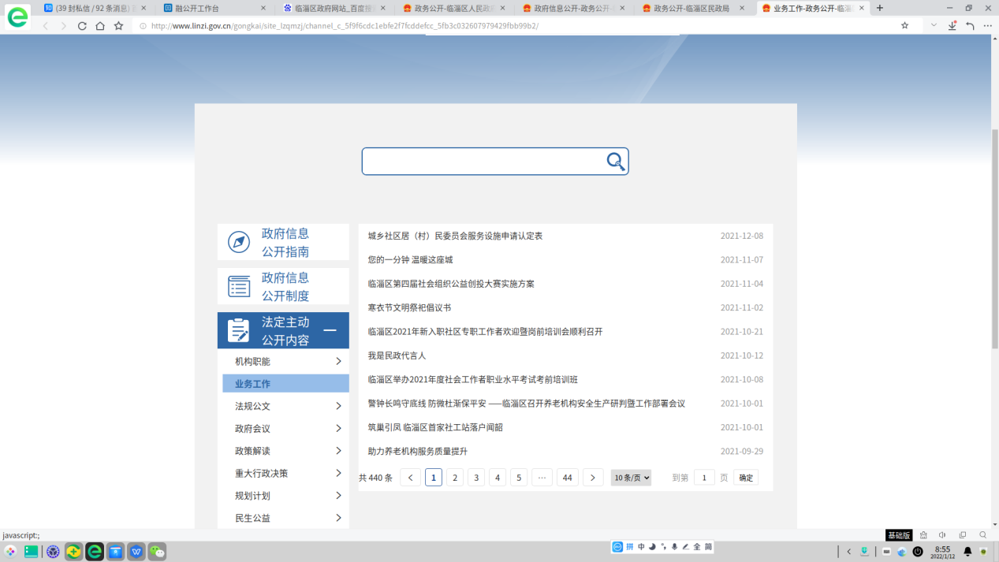 (39 封私信 / 92 条消息)
融公开工作台
临淄区政府网站_百度搜
政务公开-临淄区人民政府
政府信息公开-政务公开-
政务公开-临淄区民政局
业务工作-政务公开-临淄
http://www.linzi.gov.cn/gongkai/site_lzqmzj/channel_c_5f9f6cdc1ebfe2f7fcddefcc_5fb3c032607979429fbb99b2/
政府信息
公开指南
政府信息
公开制度
法定主动
公开内容
机构职能
业务工作
法规公文
政府会议
政策解读
重大行政决策
规划计划
民生公益
城乡社区居（村）民委员会服务设施申请认定表 2021-12-08
您的一分钟 温暖这座城 2021-11-07
临淄区第四届社会组织公益创投大赛实施方案 2021-11-04
寒衣节文明祭祀倡议书 2021-11-02
临淄区2021年新入职社区专职工作者欢迎暨岗前培训会顺利召开 2021-10-21
我是民政代言人 2021-10-12
临淄区举办2021年度社会工作者职业水平考试考前培训班 2021-10-08
警钟长鸣守底线 防微杜渐保平安 ——临淄区召开养老机构安全生产研判暨工作部署会议 2021-10-01
筑巢引凤 临淄区首家社工站落户闻韶 2021-10-01
助力养老机构服务质量提升 2021-09-29
共 440 条 1 2 3 4 5 ··· 44 10 条/页 到第 1 页 确定
javascript:;
基础版
拼 中 全 简
8:55
2022/1/12